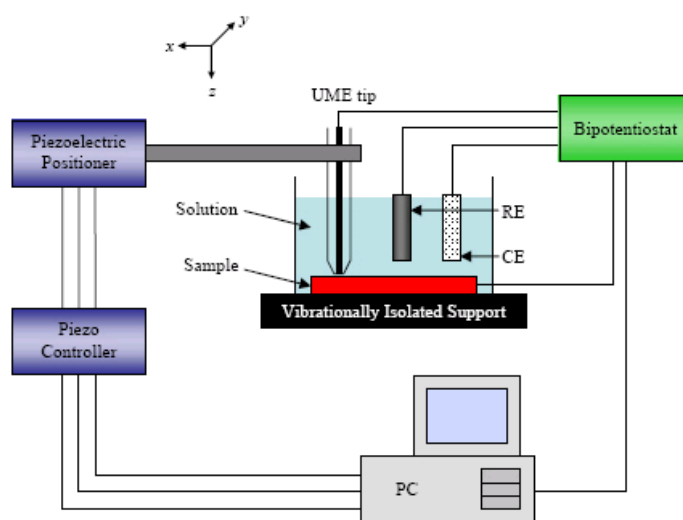 y
x
z
UME tip
Piezoelectric
Positioner
Bipotentiostat
Solution
RE
Sample
CE
Vibrationally Isolated Support
Piezo
Controller
PC